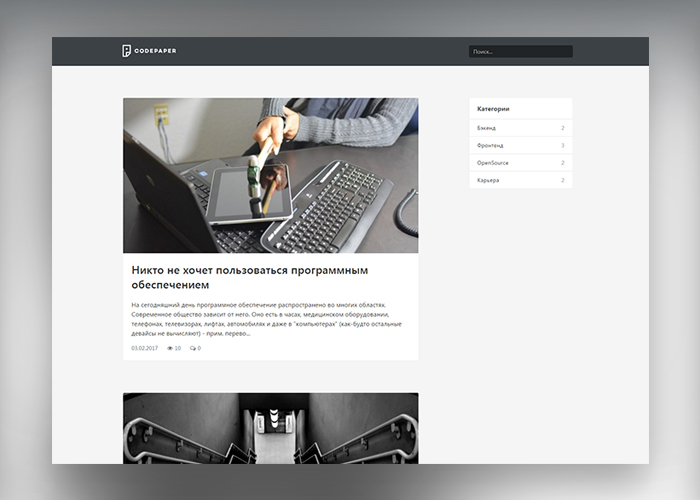 CODEPAPER
Поиск...
Никто не хочет пользоваться программным
обеспечением
На сегодняшний день программное обеспечение распространено во многих областях.
Современное общество зависит от него. Оно есть в часах, медицинском оборудовании,
телефонах, телевизорах, лифтах, автомобилях и даже в "компьютерах" (как-будто остальные
девайсы не вычисляют) - прим. перево...
03.02.2017 10 0
Категории
Бэкенд 2
Фронтенд 3
OpenSource 2
Карьера 2